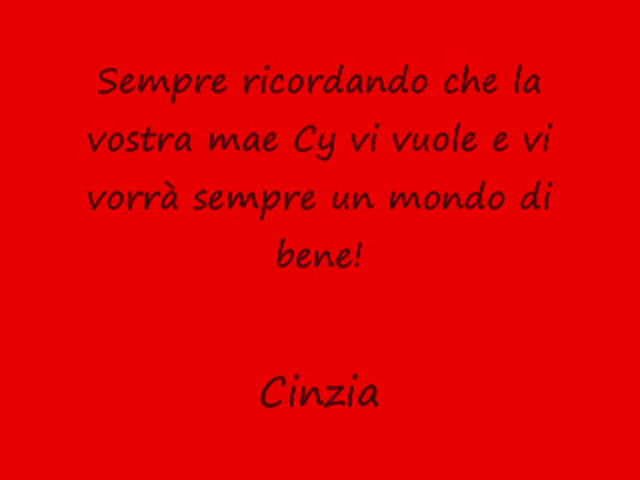 Sempre ricordando che la
vostra mae Cy vi vuole e vi
vorrà sempre un mondo di
bene!
Cinzia